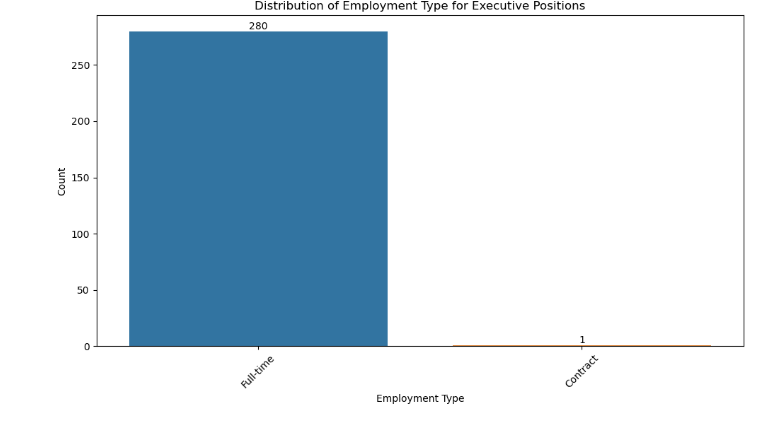 Distribution of Employment Type for Executive Positions
280
250
200
150
100
50
0
Count
1
Full-time
Contract
Employment Type